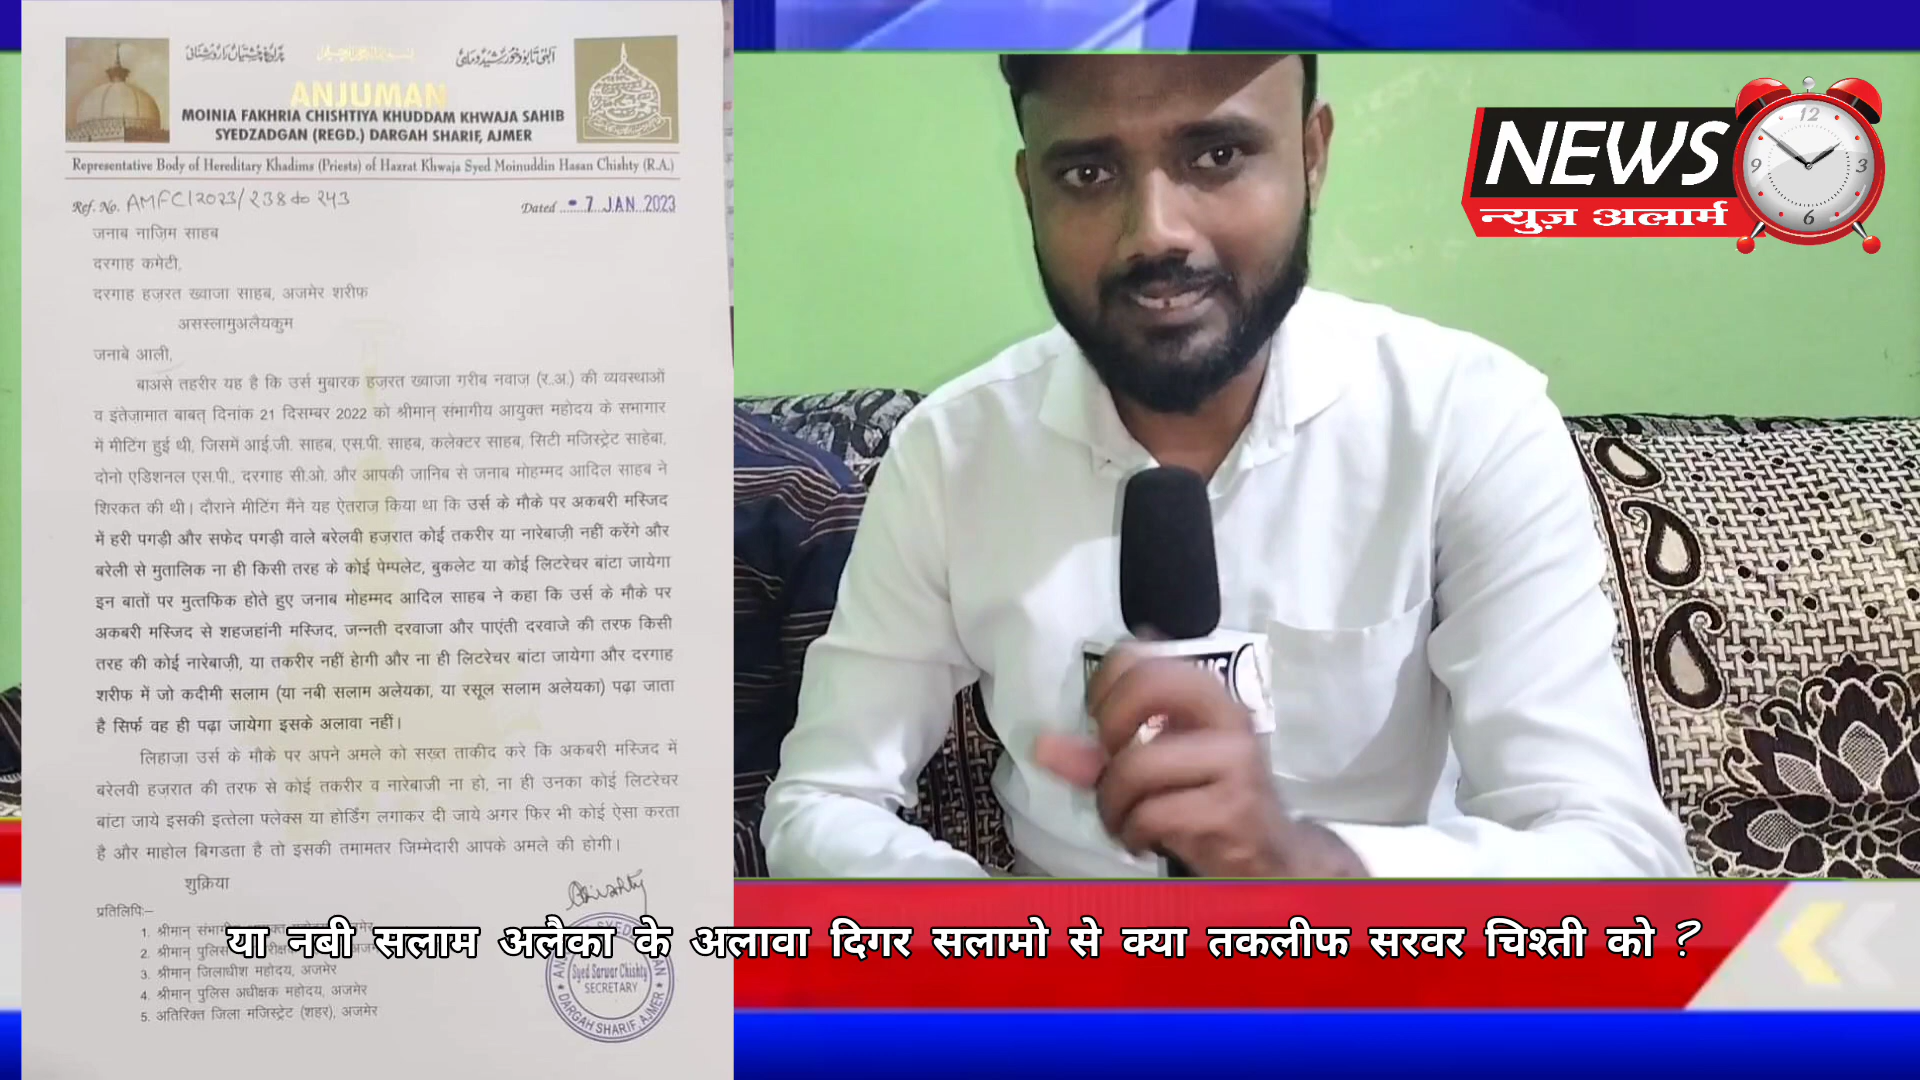 ANJUMAN
MOINIA FAKHRIA CHISHTIYA KHUDDAM KHWAJA SAHIB
SYEDZADGAN (REGD.) DARGAH SHARIF, AJMER
Representative Body of Hereditary Khadims (Priests) of Hazrat Khwaja Syed Moinuddin Hasan Chishty (R.A.)
Ref. No. AMFC/2023/238 to 243 Dated 7 JAN 2023
जनाब नाज़िम साहब
दरगाह कमेटी,
दरगाह हज़रत ख्वाजा साहब, अजमेर शरीफ
असस्लामुअलैयकुम
जनाबे आली,
बाअसे तहरीर यह है कि उर्स मुबारक हज़रत ख्वाजा ग़रीब नवाज़ (र.अ.) की व्यवस्थाओं
व इंतेज़ामात बाबत् दिनांक 21 दिसम्बर 2022 को श्रीमान् संभागीय आयुक्त महोदय के सभागार
में मीटिंग हुई थी, जिसमें आई.जी. साहब, एस.पी. साहब, कलेक्टर साहब, सिटी मजिस्ट्रेट साहेबा,
दोनो एडिशनल एस.पी., दरगाह सी.ओ. और आपकी जानिब से जनाब मोहम्मद आदिल साहब ने
शिरकत की थी। दौराने मीटिंग मैंने यह ऐतराज़ किया था कि उर्स के मौके पर अकबरी मस्जिद
में हरी पगड़ी और सफेद पगड़ी वाले बरेलवी हज़रात कोई तकरीर या नारेबाज़ी नहीं करेंगे और
बरेली से मुतालिक ना ही किसी तरह के कोई पेम्पलेट, बुकलेट या कोई लिटरेचर बांटा जायेगा
इन बातों पर मुत्तफिक होते हुए जनाब मोहम्मद आदिल साहब ने कहा कि उर्स के मौके पर
अकबरी मस्जिद से शहजहांनी मस्जिद, जन्नती दरवाजा और पाएंती दरवाजे की तरफ किसी
तरह की कोई नारेबाज़ी, या तकरीर नहीं होगी और ना ही लिटरेचर बांटा जायेगा और दरगाह
शरीफ में जो कदीमी सलाम (या नबी सलाम अलेयका, या रसूल सलाम अलेयका) पढ़ा जाता
है सिर्फ वह ही पढ़ा जायेगा इसके अलावा नहीं।
लिहाज़ा उर्स के मौके पर अपने अमले को सख़्त ताकीद करे कि अकबरी मस्जिद में
बरेलवी हज़रात की तरफ से कोई तकरीर व नारेबाजी ना हो, ना ही उनका कोई लिटरेचर
बांटा जाये इसकी इत्तेला फ्लेक्स या होर्डिंग लगाकर दी जाये अगर फिर भी कोई ऐसा करता
है और माहोल बिगडता है तो इसकी तमामतर जिम्मेदारी आपके अमले की होगी।
शुक्रिया
Chishty
प्रतिलिपिः–
1. श्रीमान्
2. श्रीमान् पुलिस
3. श्रीमान् जिलाधीश महोदय, अजमेर
4. श्रीमान् पुलिस अधीक्षक महोदय, अजमेर
5. अतिरिक्त जिला मजिस्ट्रेट (शहर), अजमेर
Syed Sarwar Chishty
SECRETARY
DARGAH SHARIF, AJMER
NEWS
न्युज़ अलार्म
12
3
6
9
या नबी सलाम अलैका के अलावा दिगर सलामो से क्या तकलीफ सरवर चिश्ती को ?